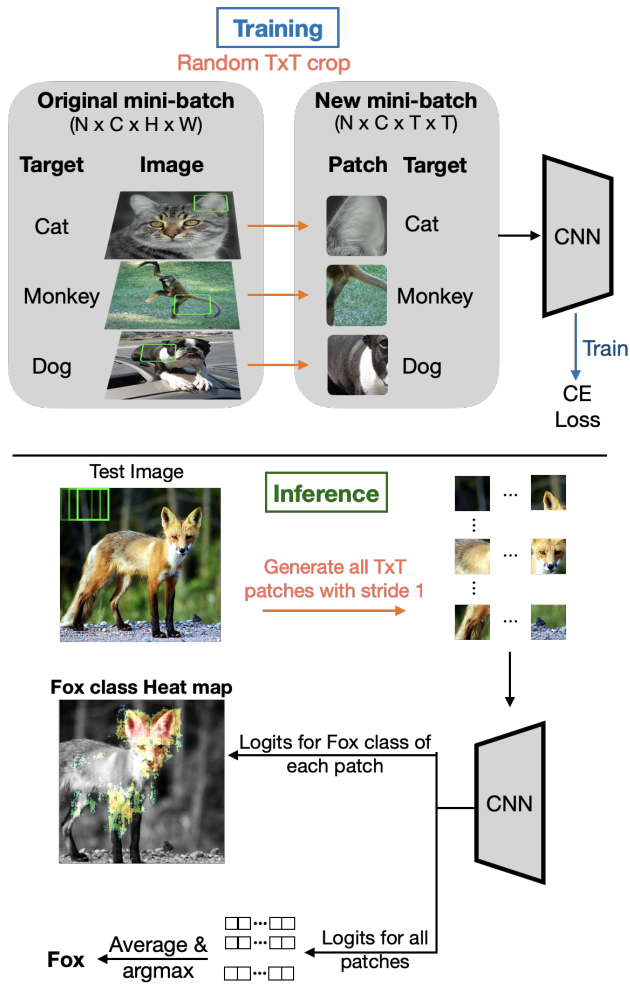 Training
Random TxT crop
Original mini-batch
(N x C x H x W)
Target
Image
Cat
Monkey
Dog
New mini-batch
(N x C x T x T)
Patch
Target
Cat
Monkey
Dog
CNN
Train
CE
Loss
Test Image
Inference
Generate all TxT
patches with stride 1
...
...
...
...
...
Fox class Heat map
Logits for Fox class of
each patch
CNN
...
...
...
Logits for all
patches
Average &
argmax
Fox